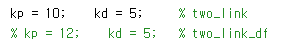 kp = 10;    kd = 5;     % two_link
% kp = 12;    kd = 5;   % two_link_df